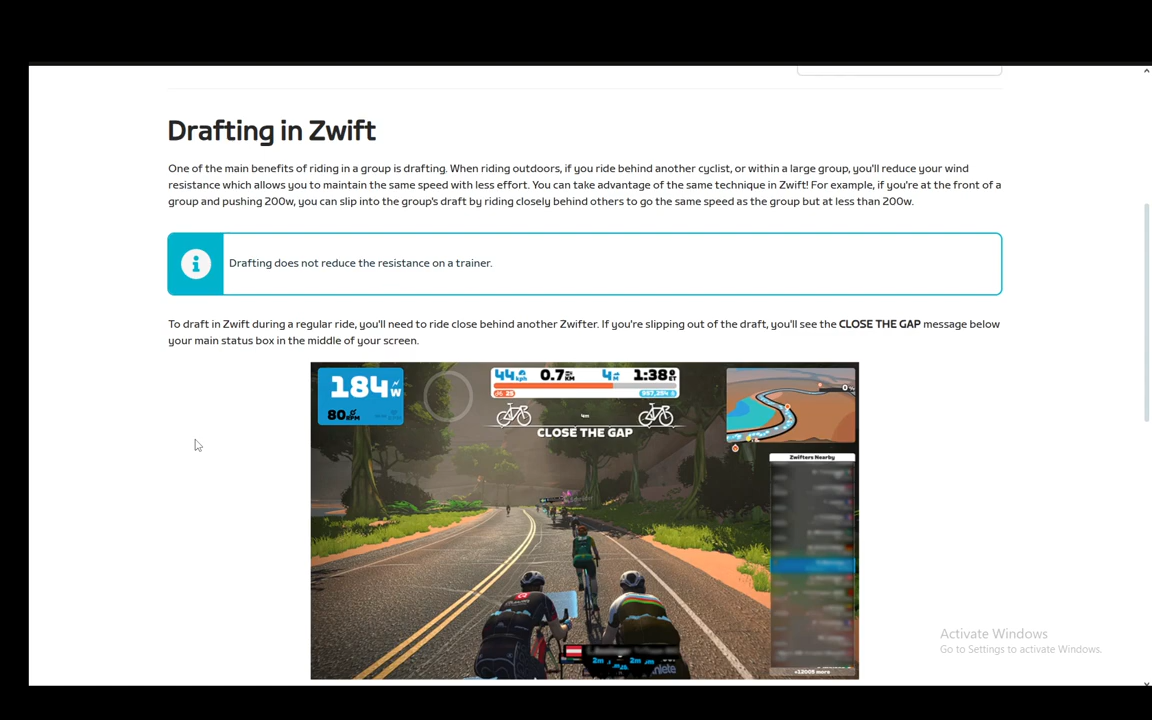 Drafting in Zwift
One of the main benefits of riding in a group is drafting. When riding outdoors, if you ride behind another cyclist, or within a large group, you'll reduce your wind
resistance which allows you to maintain the same speed with less effort. You can take advantage of the same technique in Zwift! For example, if you're at the front of a
group and pushing 200w, you can slip into the group's draft by riding closely behind others to go the same speed as the group but at less than 200w.
Drafting does not reduce the resistance on a trainer.
To draft in Zwift during a regular ride, you'll need to ride close behind another Zwifter. If you're slipping out of the draft, you'll see the CLOSE THE GAP message below
your main status box in the middle of your screen.
184W
80RPM
44kph 0.7KM 4M 1:38ET
25
4m
CLOSE THE GAP
0%
Zwifters Nearby
2m 2m
Activate Windows
Go to Settings to activate Windows.